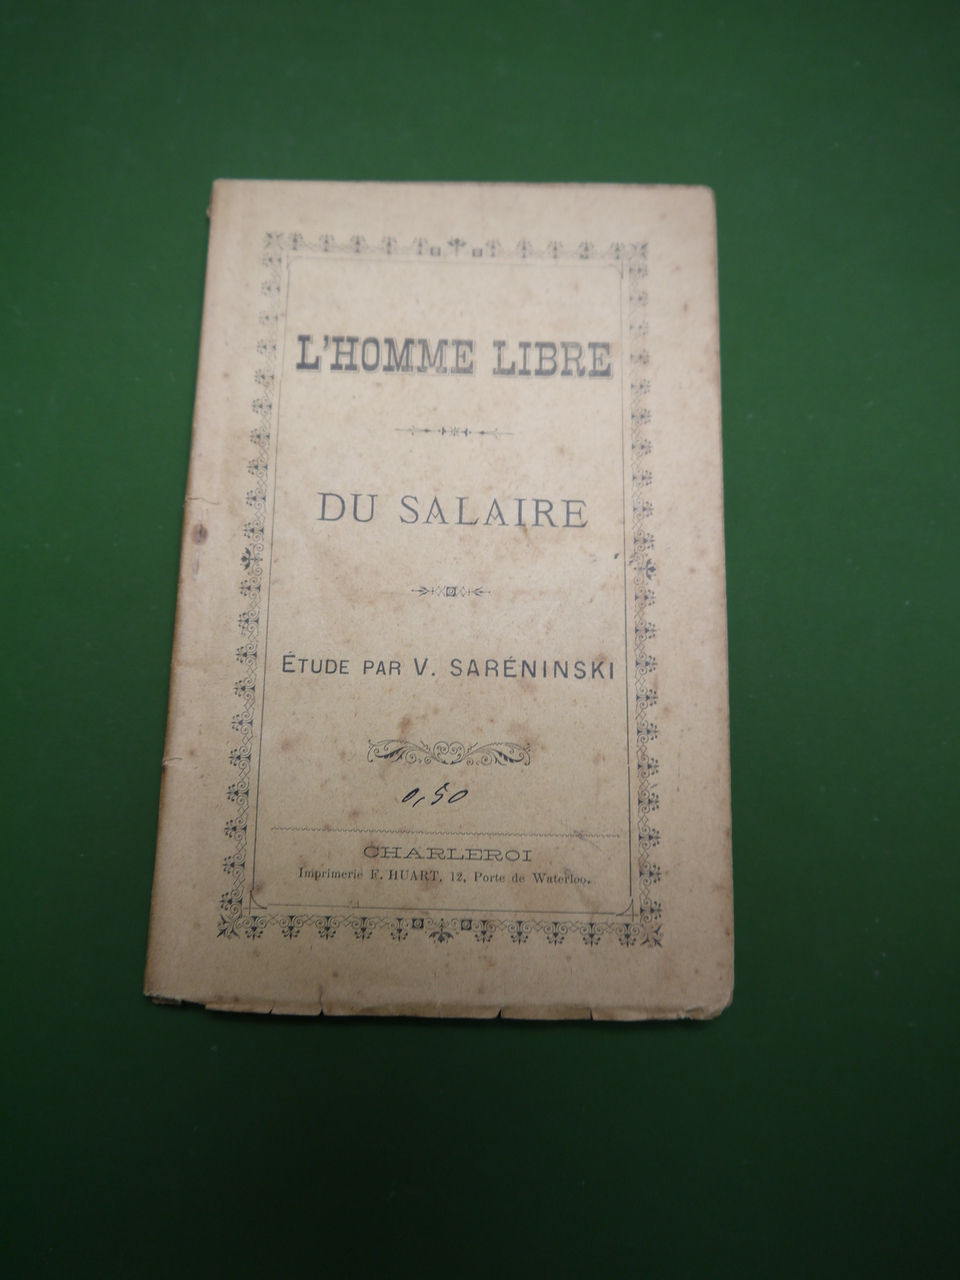 L'HOMME LIBRE
DU SALAIRE
ÉTUDE PAR V. SARÉNINSKI
0,50
CHARLEROI
Imprimerie F. HUART, 12, Porte de Waterloo.